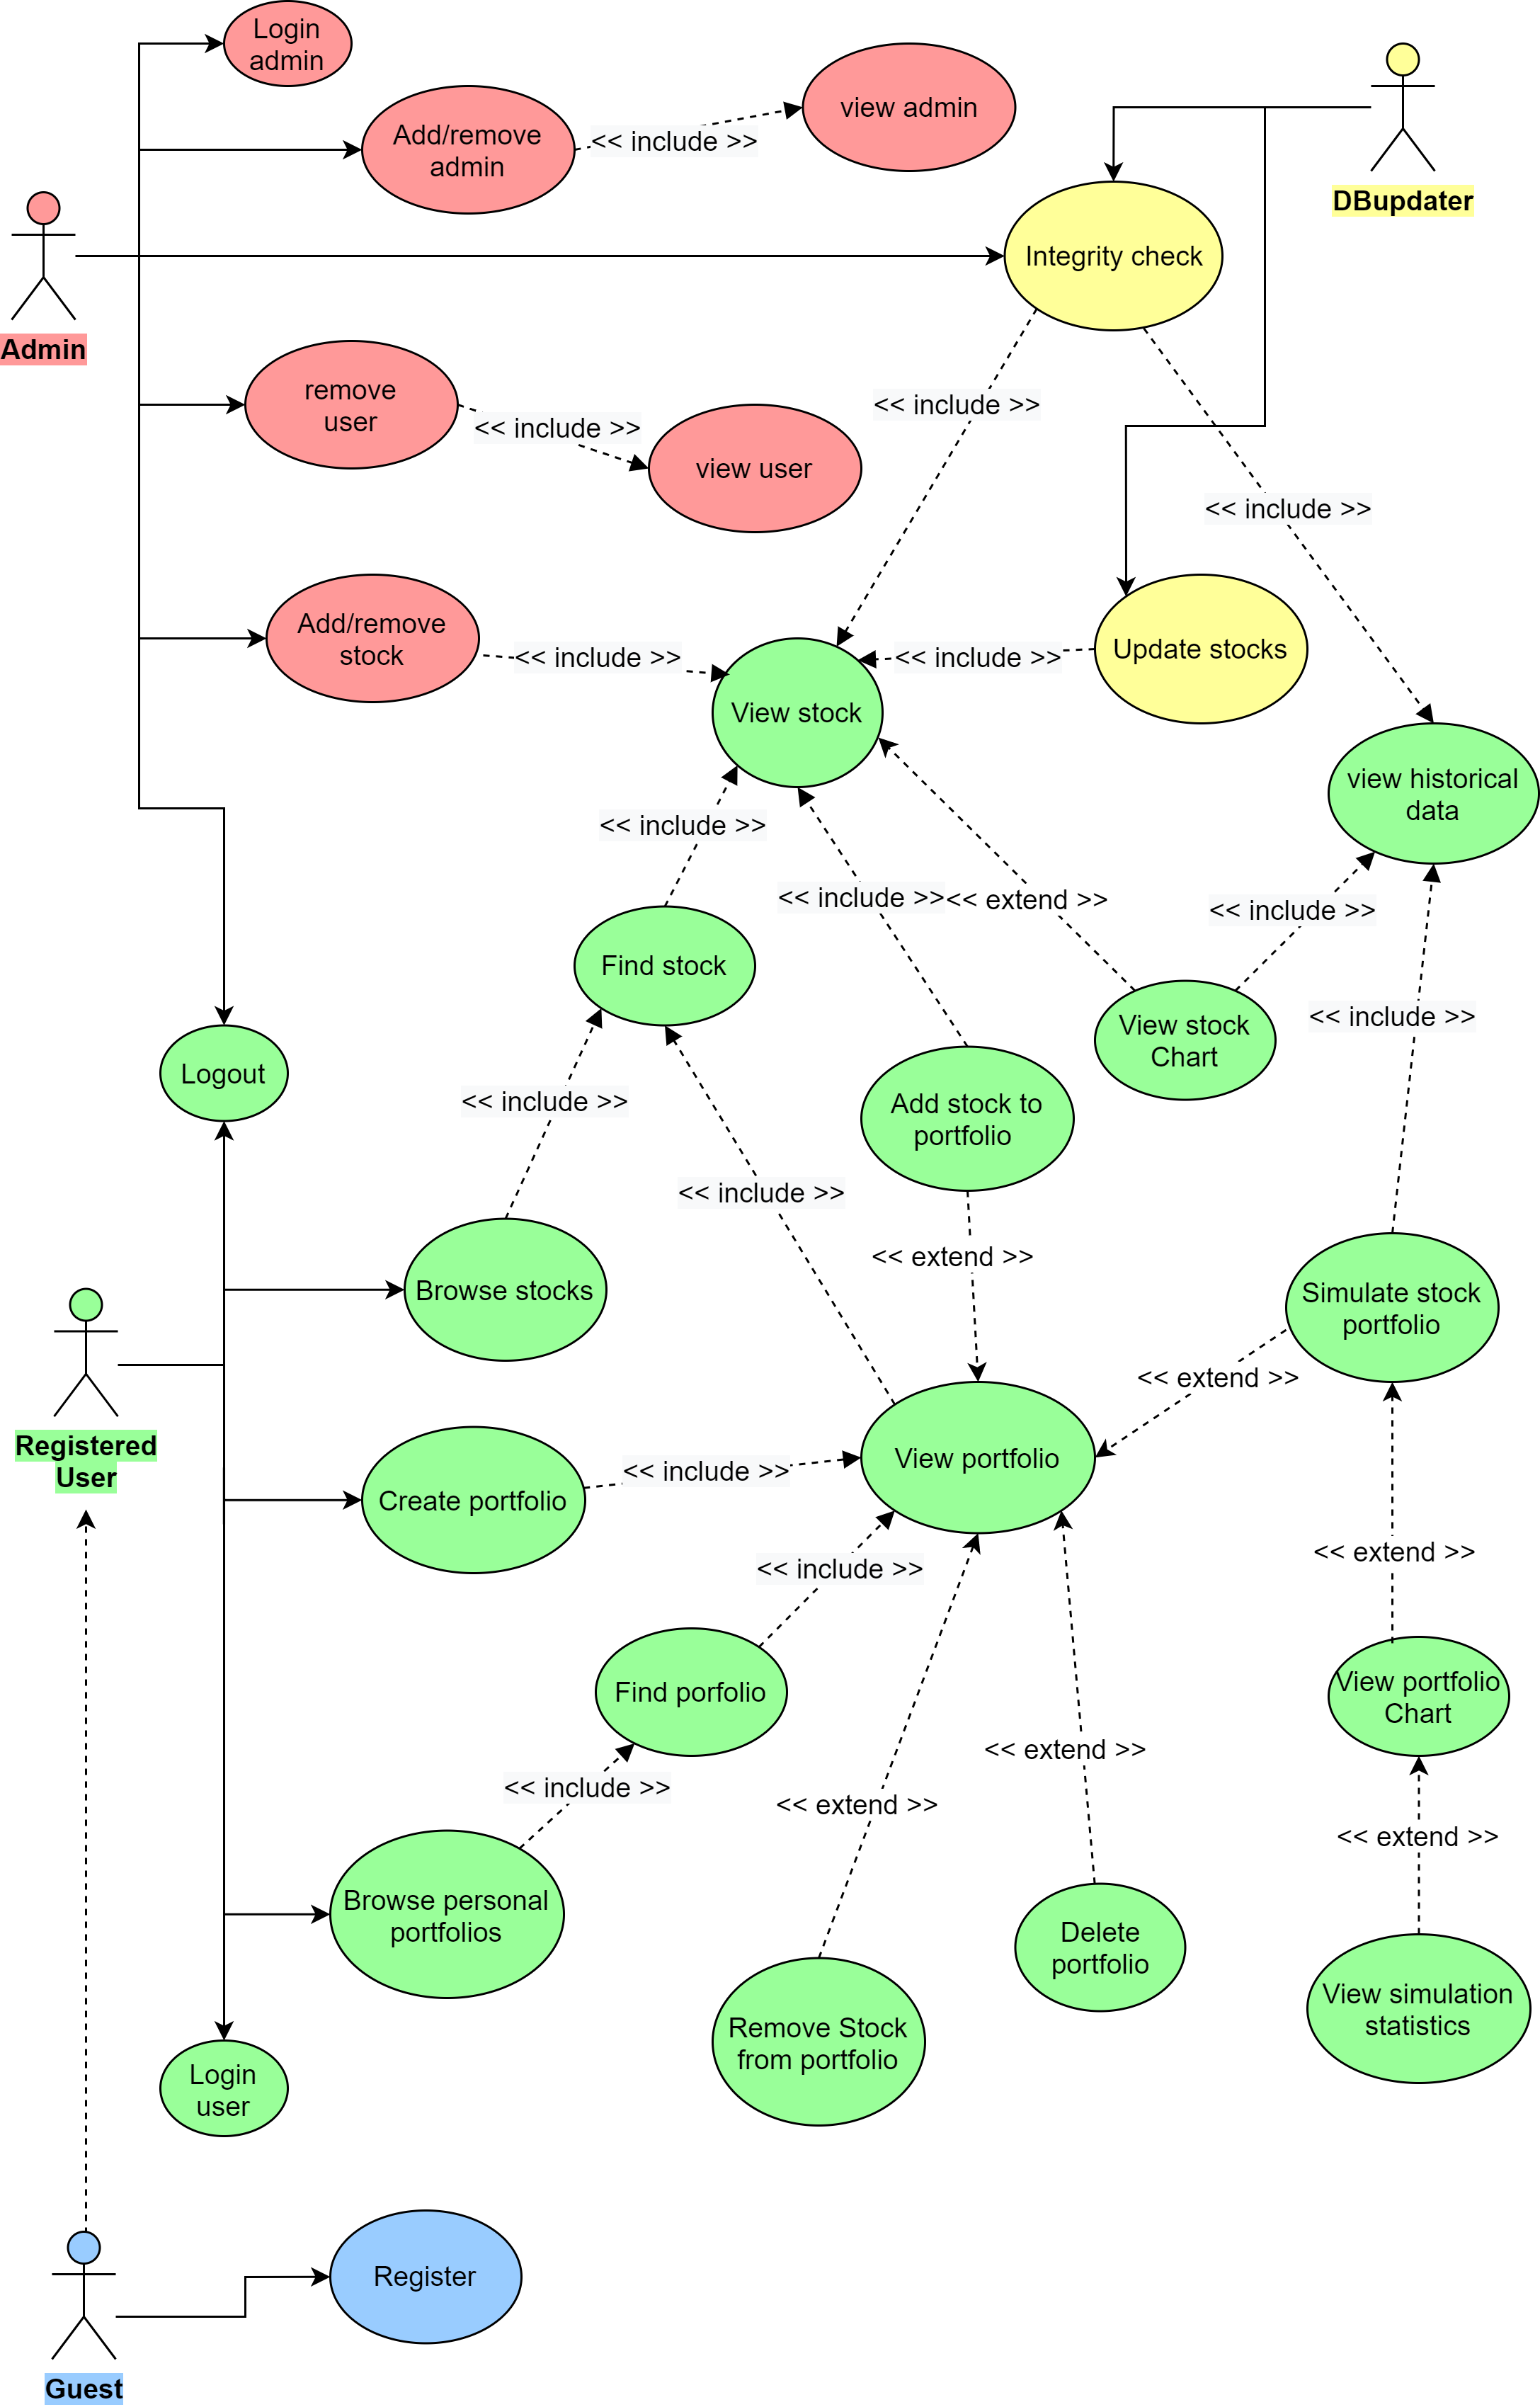 Login
admin
Add/remove
admin
<< include >>
view admin
DBupdater
Integrity check
Admin
remove
user
<< include >>
view user
<< include >>
<< include >>
Add/remove
stock
<< include >>
View stock
<< include >>
Update stocks
view historical
data
<< include >>
<< include >>
<< extend >>
<< include >>
Find stock
View stock
Chart
<< include >>
Logout
<< include >>
Add stock to
portfolio
<< include >>
<< extend >>
Browse stocks
Simulate stock
portfolio
<< extend >>
Registered
User
Create portfolio
<< include >>
View portfolio
<< include >>
<< extend >>
Find porfolio
View portfolio
Chart
<< include >>
<< extend >>
<< extend >>
<< extend >>
Browse personal
portfolios
Delete
portfolio
View simulation
statistics
Remove Stock
from portfolio
Login
user
Register
Guest